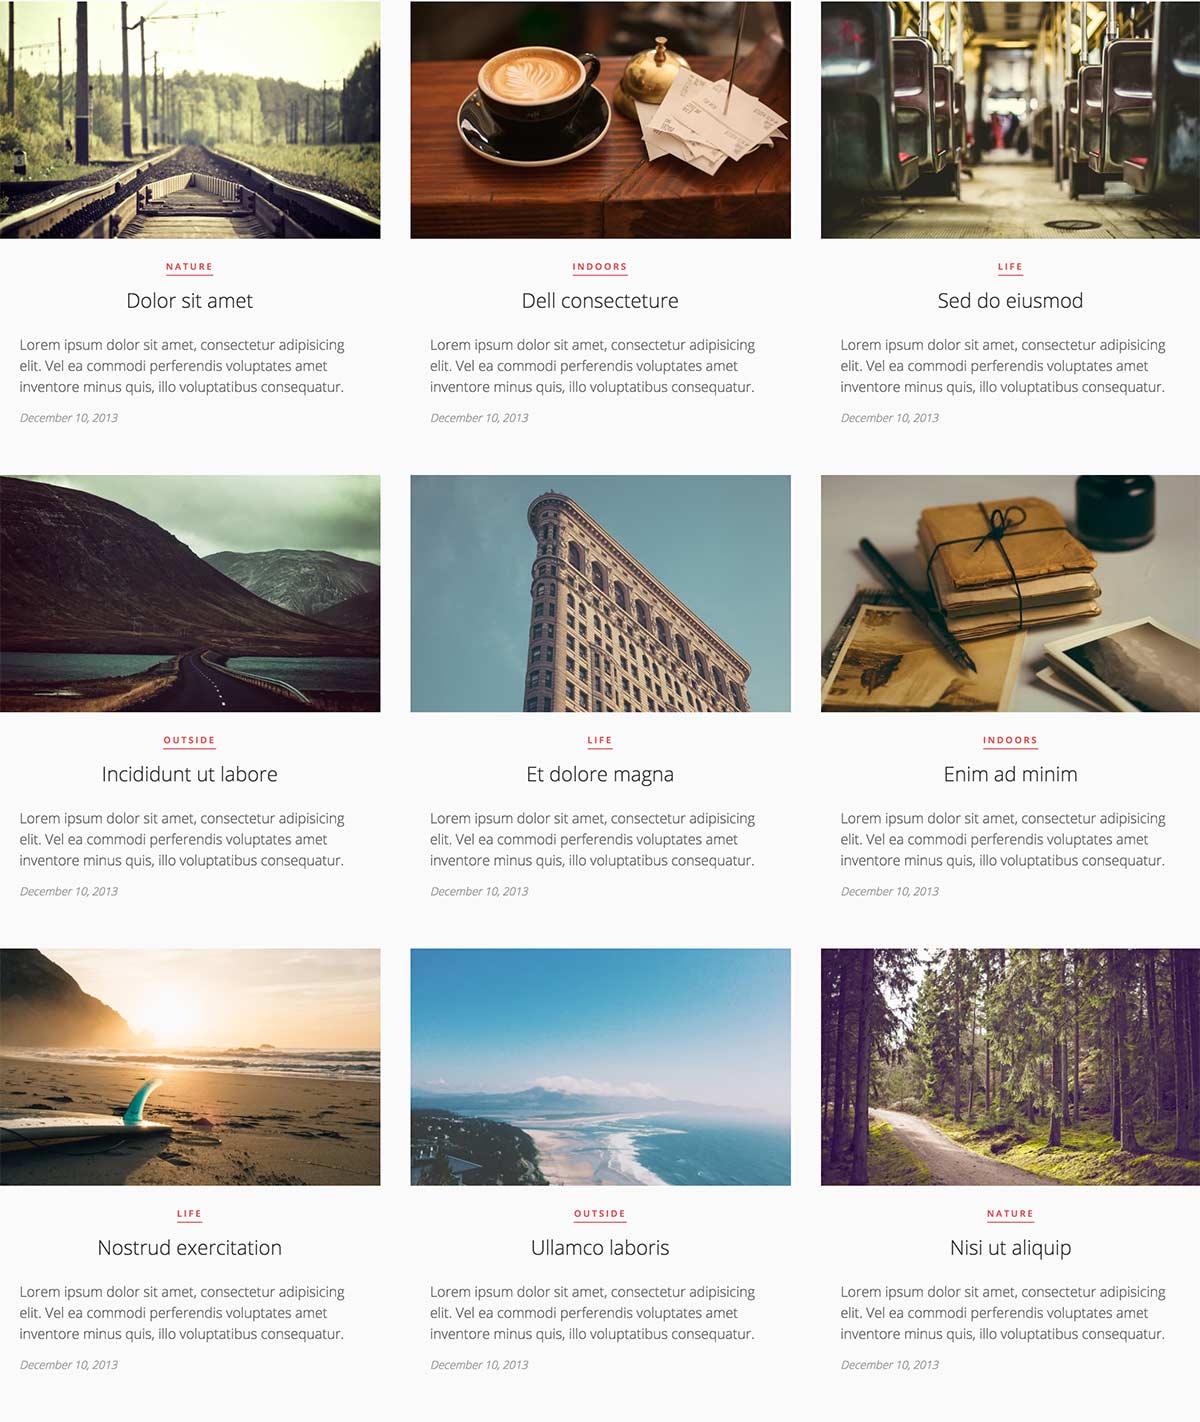 NATURE
Dolor sit amet
Lorem ipsum dolor sit amet, consectetur adipisicing
elit. Vel ea commodi perferendis voluptates amet
inventore minus quis, illo voluptatibus consequatur.
December 10, 2013
INDOORS
Dell consecteture
Lorem ipsum dolor sit amet, consectetur adipisicing
elit. Vel ea commodi perferendis voluptates amet
inventore minus quis, illo voluptatibus consequatur.
December 10, 2013
LIFE
Sed do eiusmod
Lorem ipsum dolor sit amet, consectetur adipisicing
elit. Vel ea commodi perferendis voluptates amet
inventore minus quis, illo voluptatibus consequatur.
December 10, 2013
OUTSIDE
Incididunt ut labore
Lorem ipsum dolor sit amet, consectetur adipisicing
elit. Vel ea commodi perferendis voluptates amet
inventore minus quis, illo voluptatibus consequatur.
December 10, 2013
LIFE
Et dolore magna
Lorem ipsum dolor sit amet, consectetur adipisicing
elit. Vel ea commodi perferendis voluptates amet
inventore minus quis, illo voluptatibus consequatur.
December 10, 2013
INDOORS
Enim ad minim
Lorem ipsum dolor sit amet, consectetur adipisicing
elit. Vel ea commodi perferendis voluptates amet
inventore minus quis, illo voluptatibus consequatur.
December 10, 2013
LIFE
Nostrud exercitation
Lorem ipsum dolor sit amet, consectetur adipisicing
elit. Vel ea commodi perferendis voluptates amet
inventore minus quis, illo voluptatibus consequatur.
December 10, 2013
OUTSIDE
Ullamco laboris
Lorem ipsum dolor sit amet, consectetur adipisicing
elit. Vel ea commodi perferendis voluptates amet
inventore minus quis, illo voluptatibus consequatur.
December 10, 2013
NATURE
Nisi ut aliquip
Lorem ipsum dolor sit amet, consectetur adipisicing
elit. Vel ea commodi perferendis voluptates amet
inventore minus quis, illo voluptatibus consequatur.
December 10, 2013